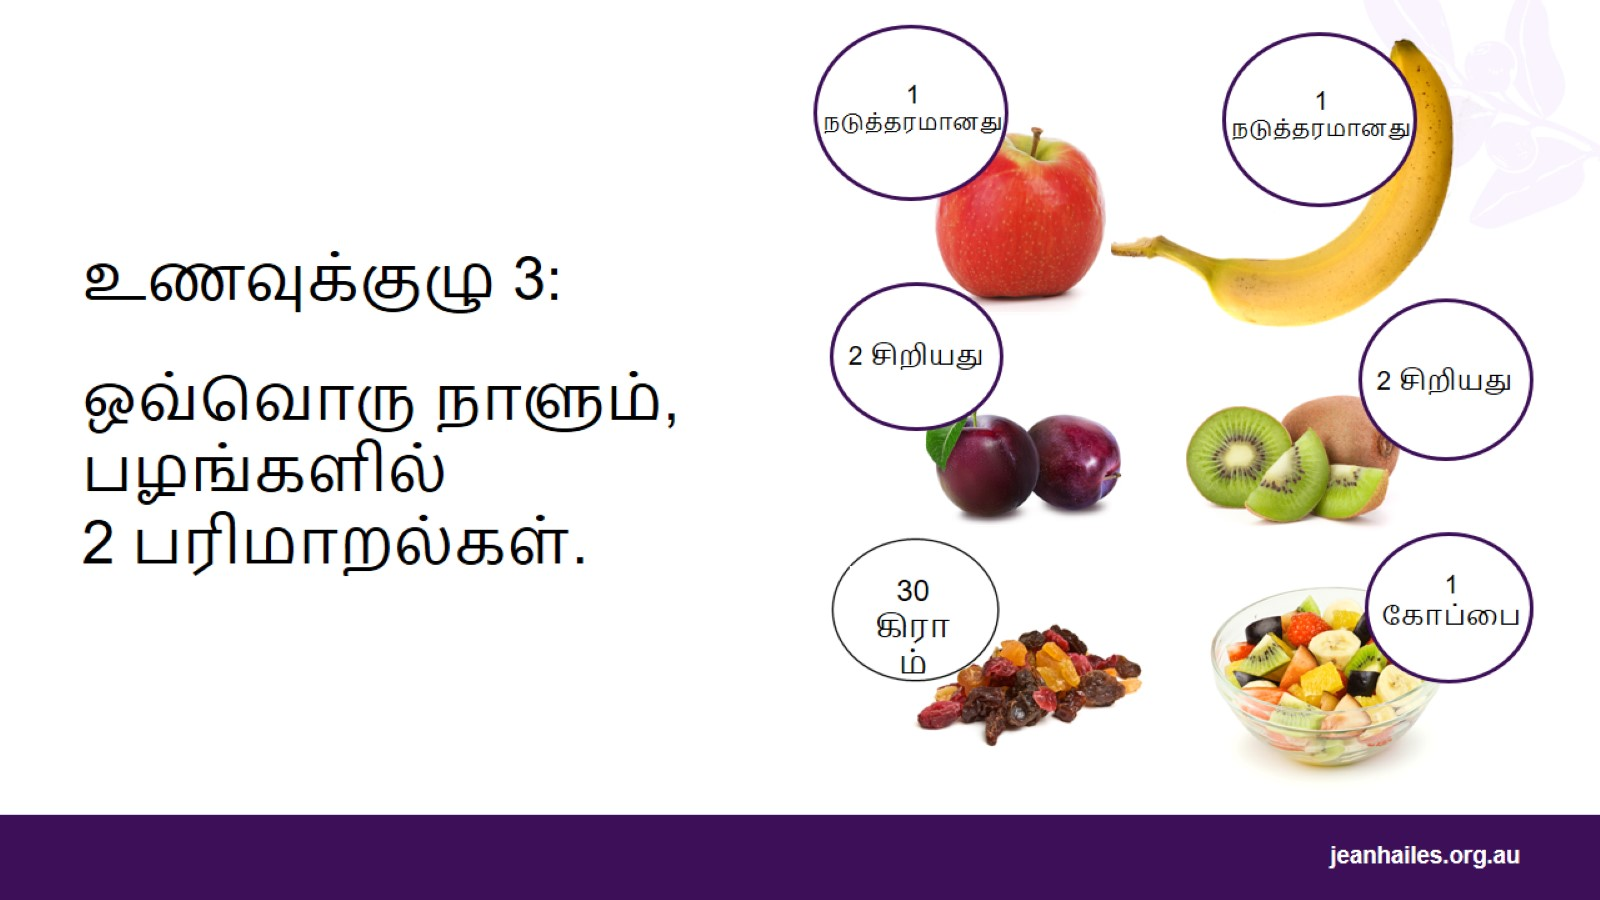 உணவுக்குழு 3:
ஒவ்வொரு நாளும்,
பழங்களில்
2 பரிமாறல்கள்.
1
நடுத்தரமானது
1
நடுத்தரமானது
2 சிறியது
2 சிறியது
30
கிரா
ம்
1
கோப்பை
jeanhailes.org.au